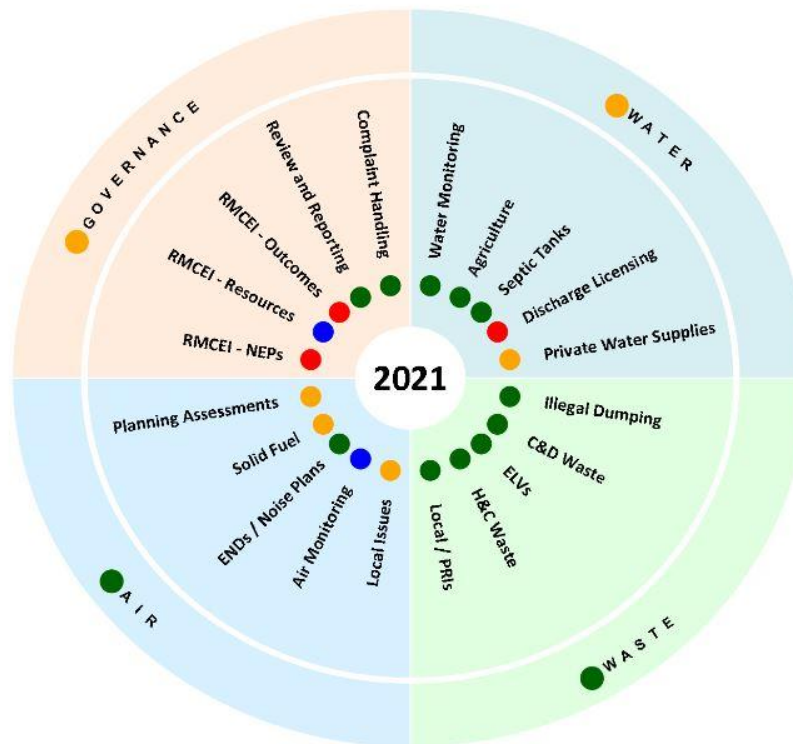 GOVERNANCE
Complaint Handling
Review and Reporting
RMCEI - Outcomes
RMCEI - Resources
RMCEI - NEPs
WATER
Water Monitoring
Agriculture
Septic Tanks
Discharge Licensing
Private Water Supplies
2021
Planning Assessments
Solid Fuel
ENDs / Noise Plans
Air Monitoring
Local Issues
AIR
Illegal Dumping
C&D Waste
ELVs
H&C Waste
Local / PRIs
WASTE